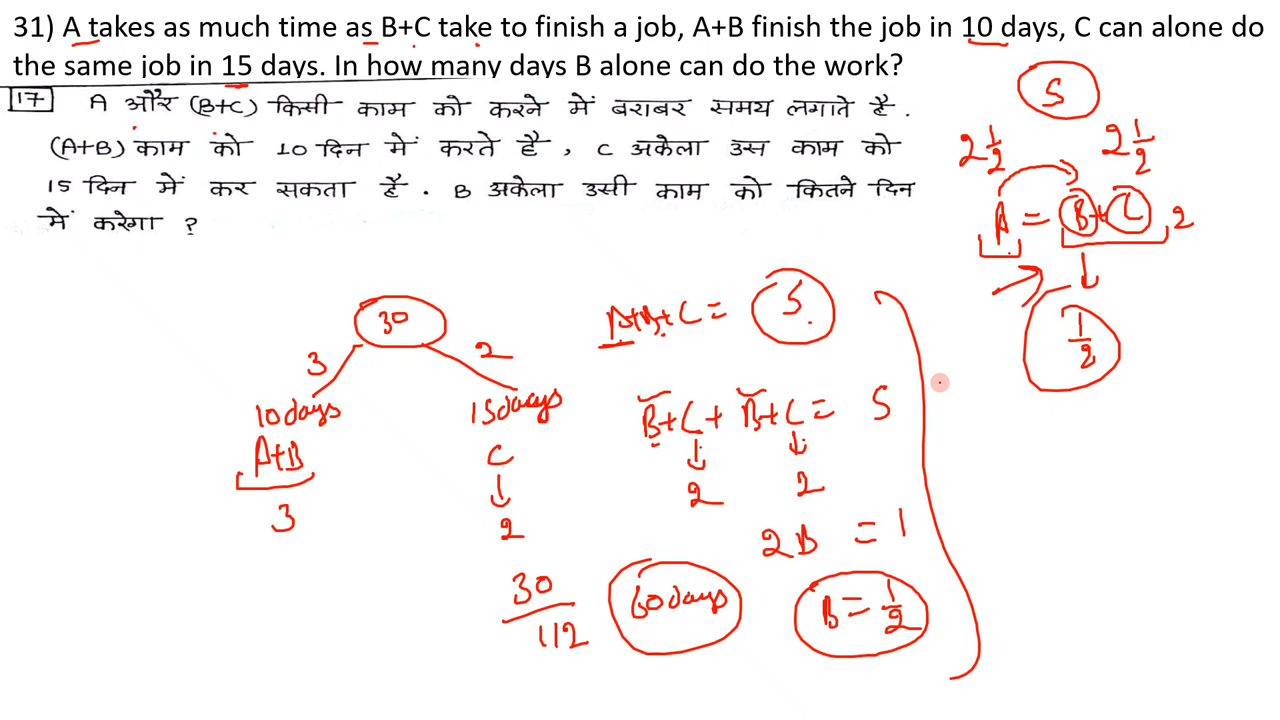 31) A takes as much time as B+C take to finish a job, A+B finish the job in 10 days, C can alone do
the same job in 15 days. In how many days B alone can do the work?
17 A और (B+C) किसी काम को करने में बराबर समय लगाते है .
(A+B) काम को 10 दिन में करते है , C अकेला उस काम को
15 दिन में कर सकता है . B अकेला उसी काम को कितने दिन
में करेगा ?
5
2 1/2 2 1/2
A = B+C, 2
1/2
30
3 2
10 days 15 days
A+B C
3 2
A+B+C = 5
B+C + B+C = 5
2 2
2B = 1
B = 1/2
30
1/2
60 days